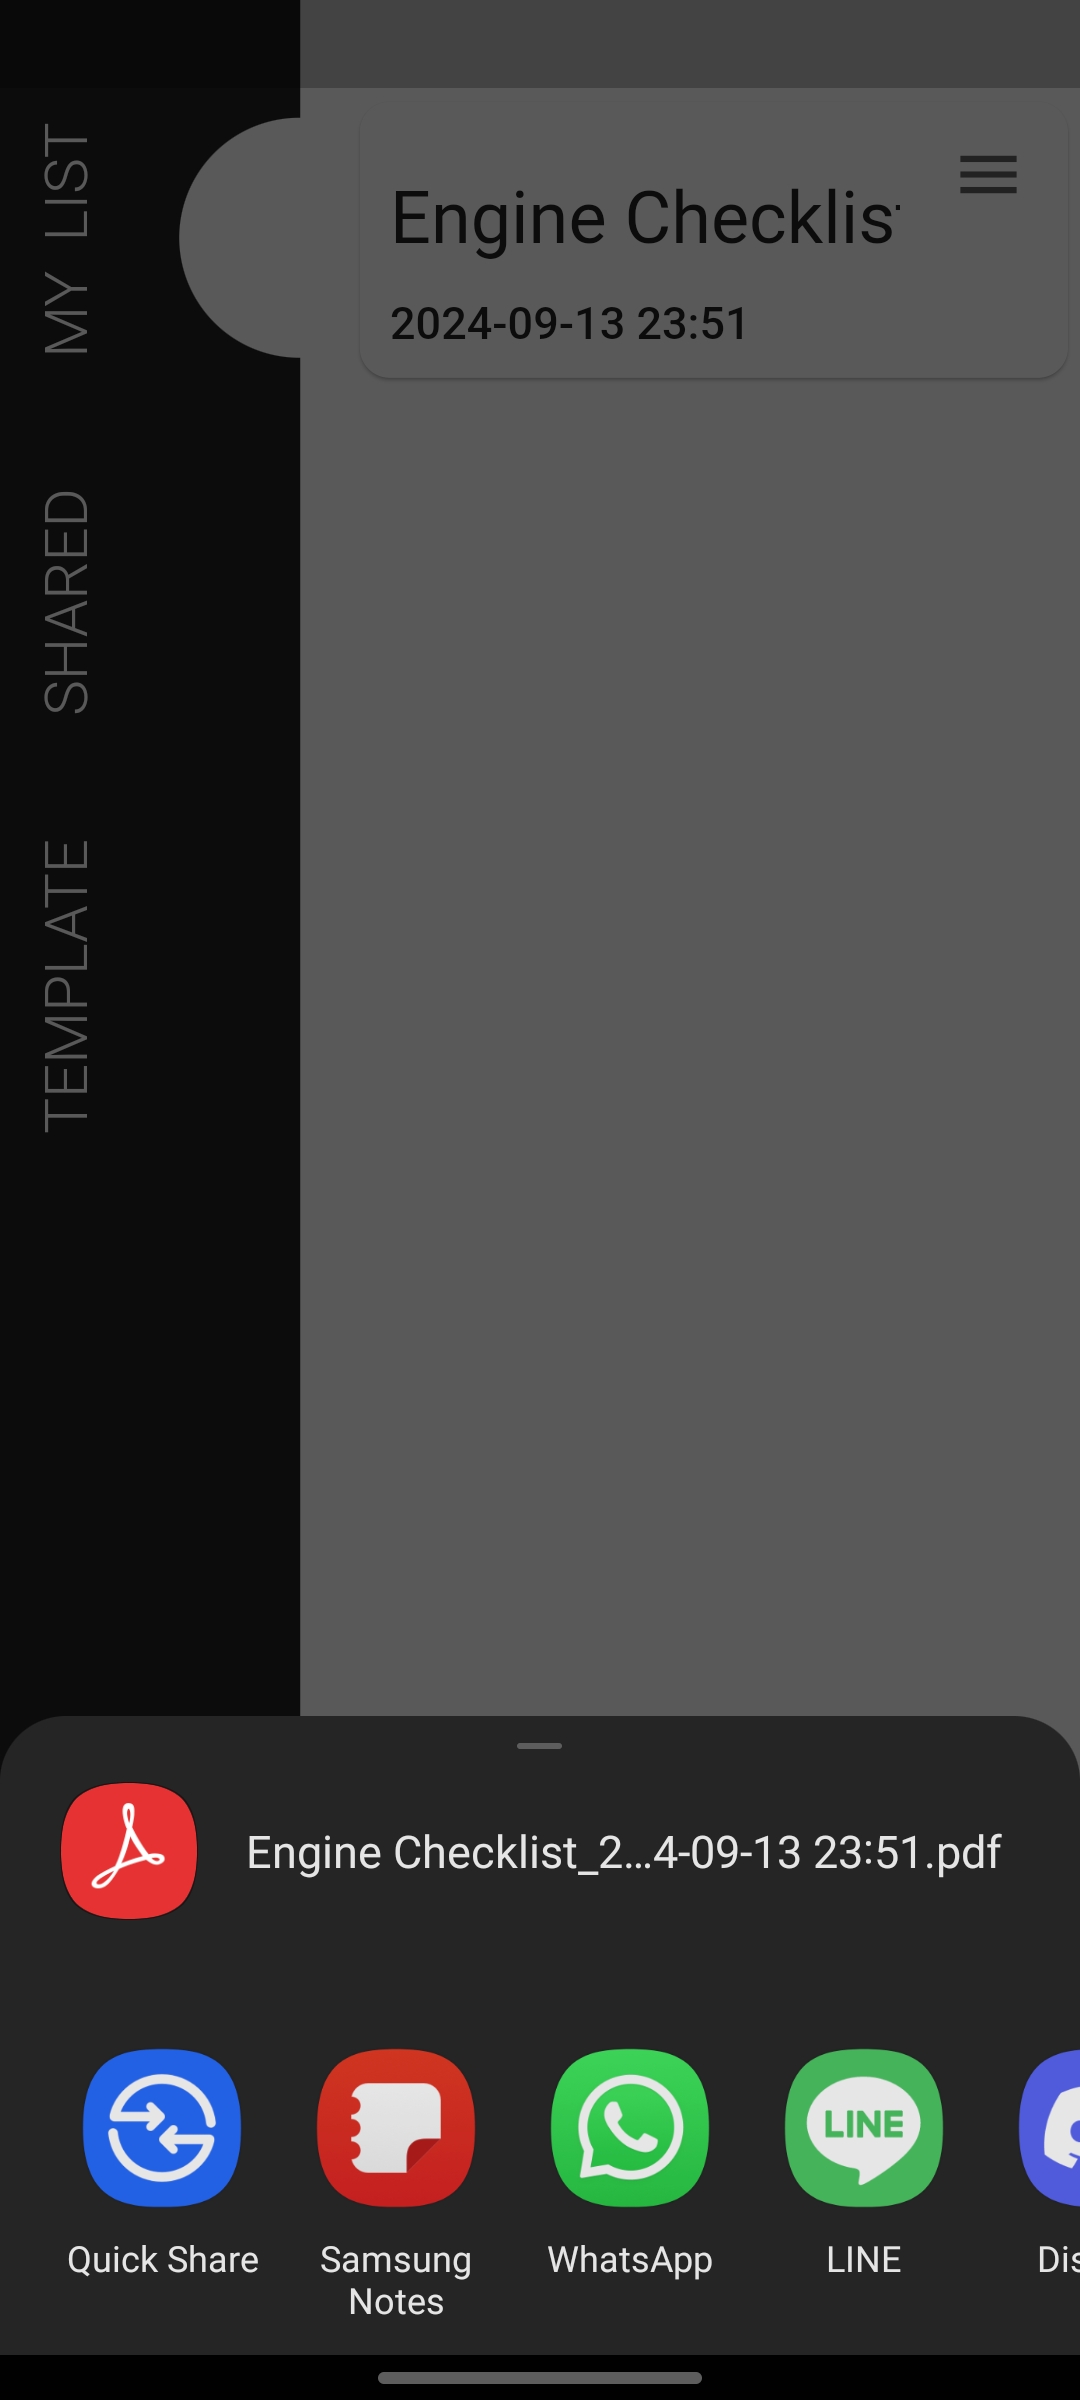 MY LIST
SHARED
TEMPLATE
Engine Checklis
2024-09-13 23:51
Engine Checklist_2...4-09-13 23:51.pdf
LINE
Quick Share
Samsung
Notes
WhatsApp
LINE
Dis